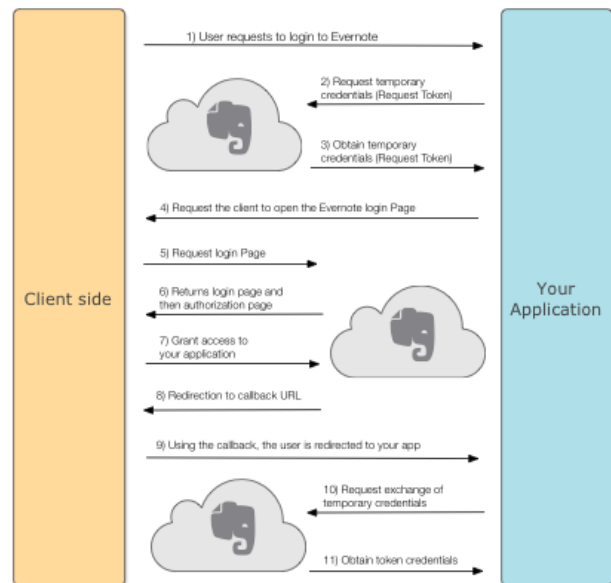 1) User requests to login to Evernote
2) Request temporary
credentials (Request Token)
3) Obtain temporary
credentials (Request Token)
4) Request the client to open the Evernote login Page
5) Request login Page
6) Returns login page and
then authorization page
Client side
Your
Application
7) Grant access to
your application
8) Redirection to callback URL
9) Using the callback, the user is redirected to your app
10) Request exchange of
temporary credentials
11) Obtain token credentials